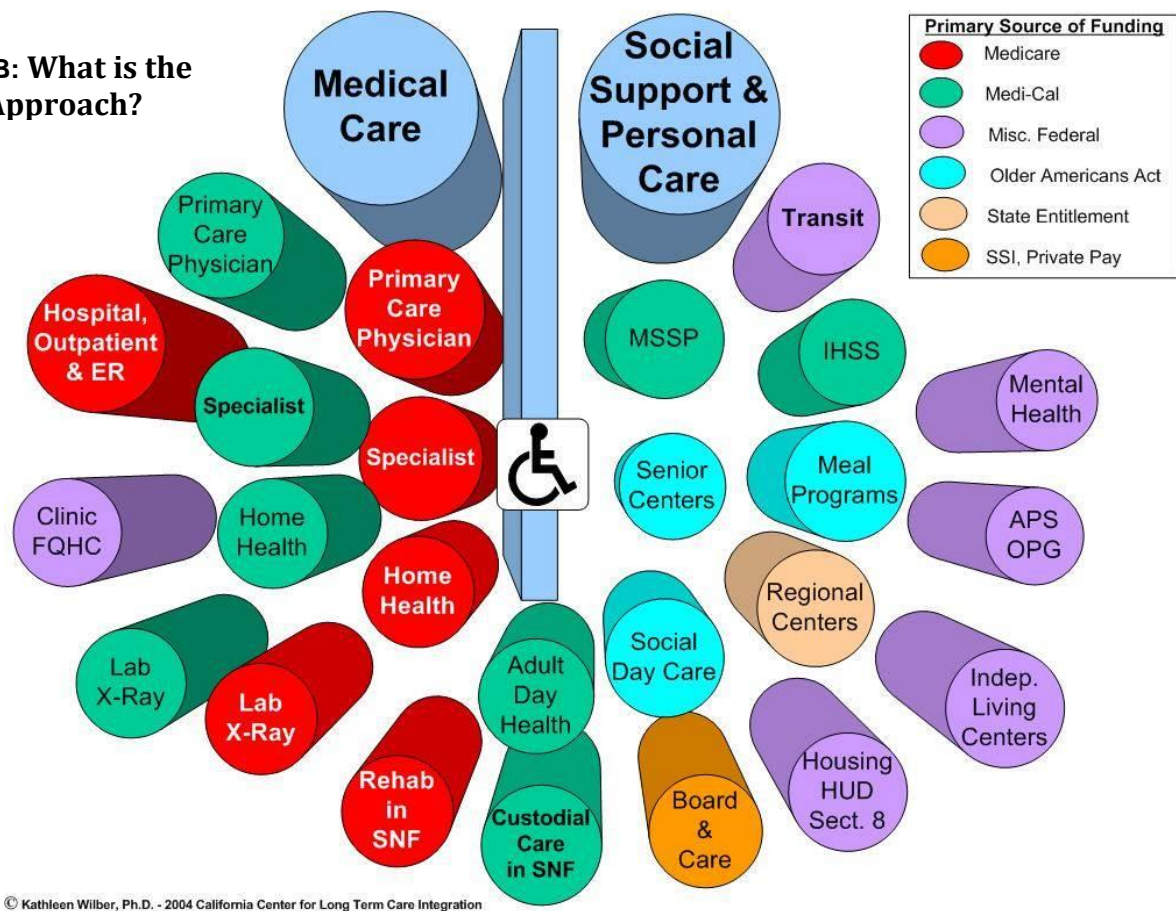 B: What is the
Approach?
Medical
Care
Social
Support &
Personal
Care
Primary Source of Funding
Medicare
Medi-Cal
Misc. Federal
Older Americans Act
State Entitlement
SSI, Private Pay
Primary
Care
Physician
Primary
Care
Physician
Hospital,
Outpatient
& ER
Specialist
Specialist
Clinic
FQHC
Home
Health
Home
Health
Lab
X-Ray
Lab
X-Ray
Rehab
in
SNF
Adult
Day
Health
Custodial
Care
in SNF
Transit
MSSP
IHSS
Mental
Health
Senior
Centers
Meal
Programs
APS
OPG
Regional
Centers
Social
Day Care
Indep.
Living
Centers
Housing
HUD
Sect. 8
Board
&
Care
© Kathleen Wilber, Ph.D. - 2004 California Center for Long Term Care Integration